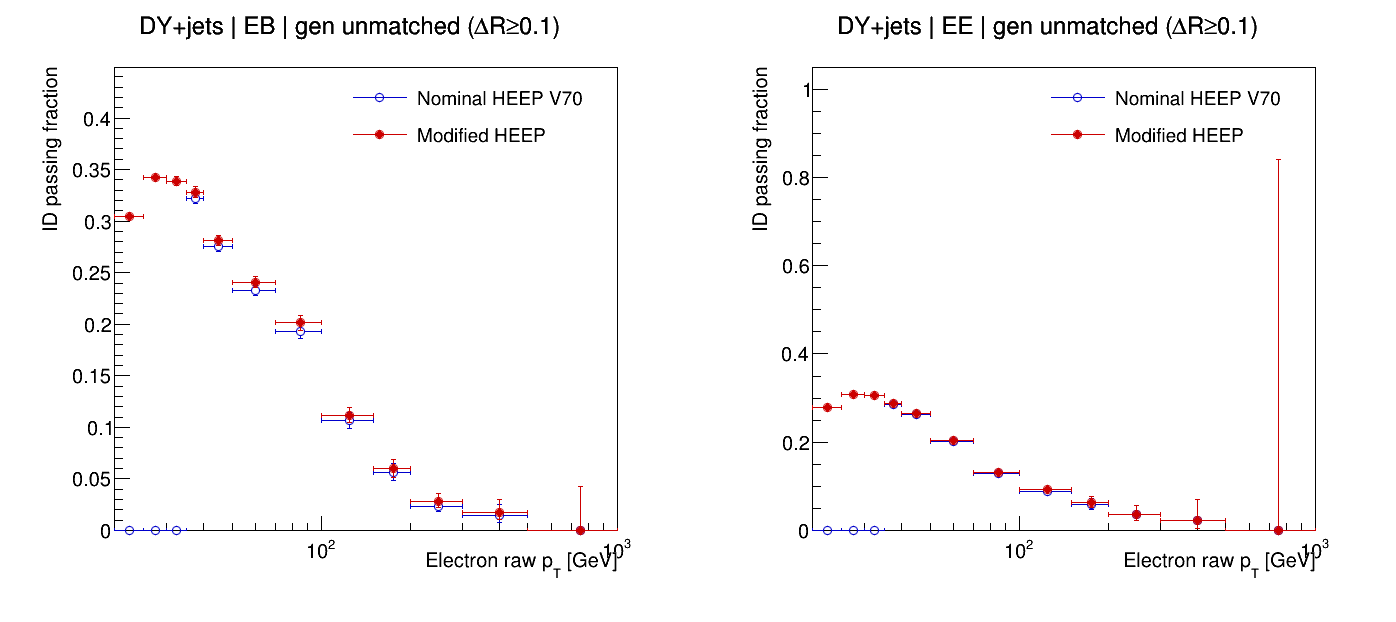 DY+jets | EB | gen unmatched (ΔR≥0.1)
ID passing fraction
Nominal HEEP V70
Modified HEEP
0.4
0.35
0.3
0.25
0.2
0.15
0.1
0.05
0
10²
10³
Electron raw p_T [GeV]
DY+jets | EE | gen unmatched (ΔR≥0.1)
ID passing fraction
Nominal HEEP V70
Modified HEEP
1
0.8
0.6
0.4
0.2
0
10²
10³
Electron raw p_T [GeV]